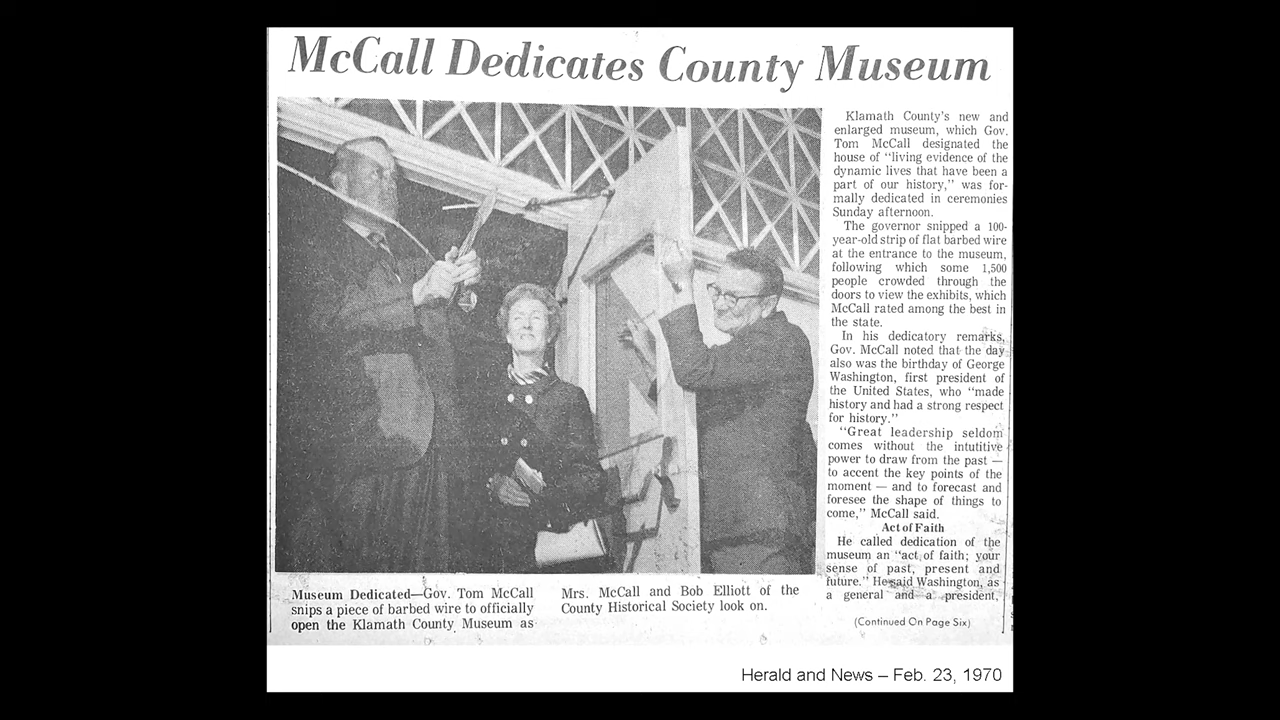 McCall Dedicates County Museum
Klamath County's new and
enlarged museum, which Gov.
Tom McCall designated the
house of "living evidence of the
dynamic lives that have been a
part of our history," was for-
mally dedicated in ceremonies
Sunday afternoon.
The governor snipped a 100-
year-old strip of flat barbed wire
at the entrance to the museum,
following which some 1,500
people crowded through the
doors to view the exhibits, which
McCall rated among the best in
the state.
In his dedicatory remarks,
Gov. McCall noted that the day
also was the birthday of George
Washington, first president of
the United States, who "made
history and had a strong respect
for history."
"Great leadership seldom
comes without the intutitive
power to draw from the past —
to accent the key points of the
moment — and to forecast and
foresee the shape of things to
come," McCall said.
Act of Faith
He called dedication of the
museum an "act of faith; your
sense of past, present and
future." He said Washington, as
a general and a president,
(Continued On Page Six)
Museum Dedicated—Gov. Tom McCall
snips a piece of barbed wire to officially
open the Klamath County Museum as
Mrs. McCall and Bob Elliott of the
County Historical Society look on.
Herald and News – Feb. 23, 1970